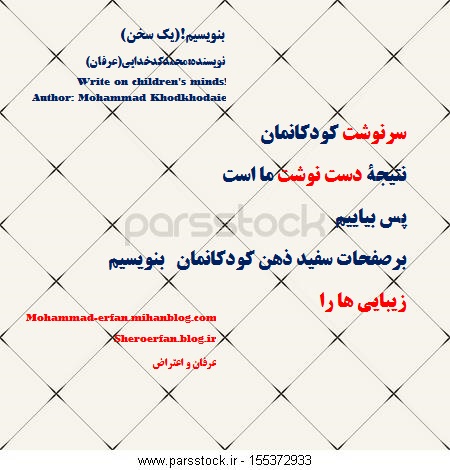 بنویسیم!(یک سخن)
نویسنده:محمدکدخدایی(عرفان)
Write on children's minds!
Author: Mohammad Khodkhodaie
سرنوشت کودکانمان
نتیجهٔ دست نوشت ما است
پس بیاییم
برصفحات سفید ذهن کودکانمان بنویسیم
زیبایی ها را
parsstock.ir
Mohammad-erfan.mihanblog.com
Sheroerfan.blog.ir
عرفان و اعتراض
www.parsstock.ir - 155372933